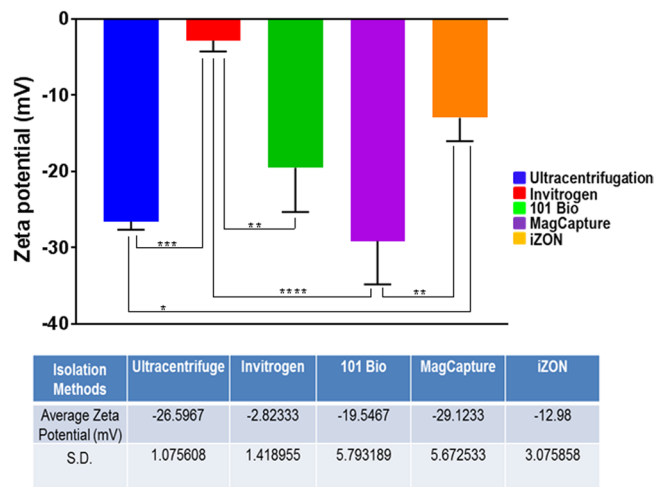 0
-10
-20
-30
-40
Zeta potential (mV)
***
**
****
**
*
Ultracentrifugation
Invitrogen
101 Bio
MagCapture
iZON
Isolation Methods Ultracentrifuge Invitrogen 101 Bio MagCapture iZON
Average Zeta Potential (mV) -26.5967 -2.82333 -19.5467 -29.1233 -12.98
S.D. 1.075608 1.418955 5.793189 5.672533 3.075858